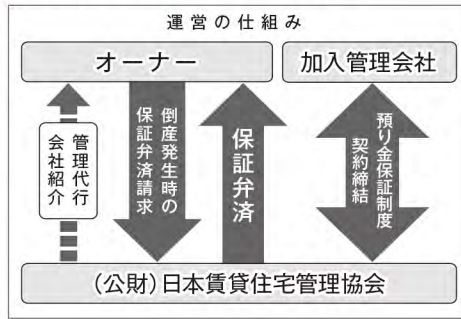 運営の仕組み
オーナー
加入管理会社
管理代行
会社紹介
倒産発生時の
保証弁済請求
保証弁済
預り金保証制度
契約締結
(公財)日本賃貸住宅管理協会